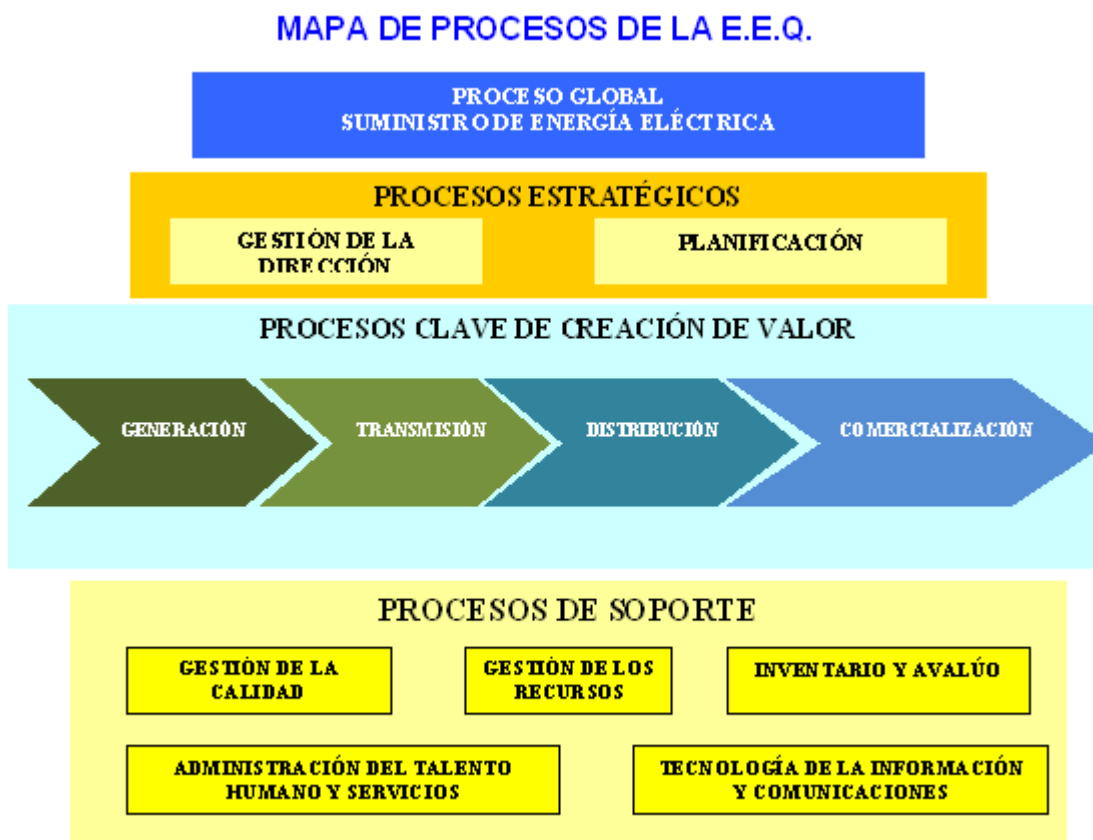 MAPA DE PROCESOS DE LA E.E.Q.
PROCESO GLOBAL
SUMINISTRO DE ENERGÍA ELÉCTRICA
PROCESOS ESTRATÉGICOS
GESTIÓN DE LA
DIRECCIÓN
PLANIFICACIÓN
PROCESOS CLAVE DE CREACIÓN DE VALOR
GENERACIÓN
TRANSMISIÓN
DISTRIBUCIÓN
COMERCIALIZACIÓN
PROCESOS DE SOPORTE
GESTIÓN DE LA
CALIDAD
GESTIÓN DE LOS
RECURSOS
INVENTARIO Y AVALÚO
ADMINISTRACIÓN DEL TALENTO
HUMANO Y SERVICIOS
TECNOLOGÍA DE LA INFORMACIÓN
Y COMUNICACIONES